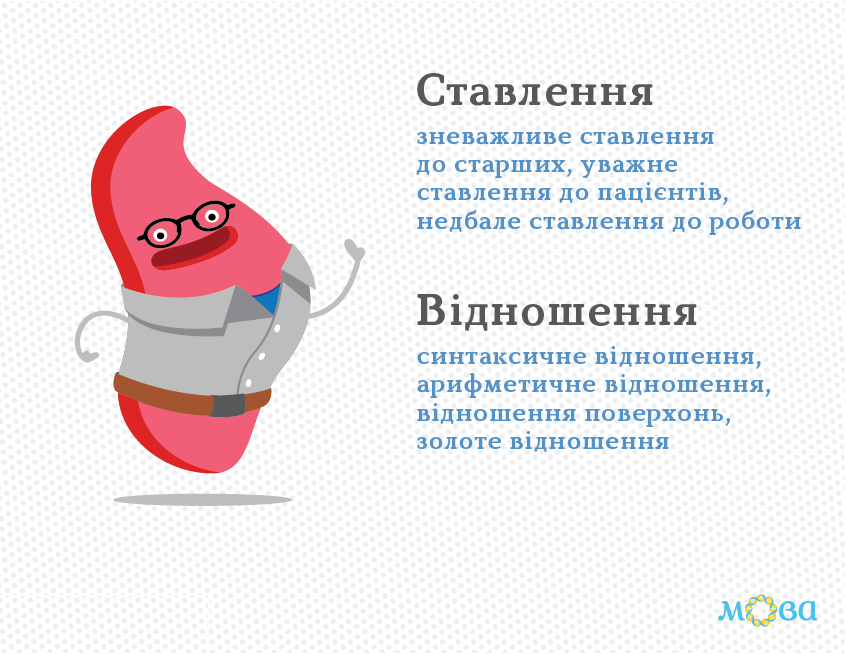 Ставлення
зневажливе ставлення
до старших, уважне
ставлення до пацієнтів,
недбале ставлення до роботи
Відношення
синтаксичне відношення,
арифметичне відношення,
відношення поверхонь,
золоте відношення
мова